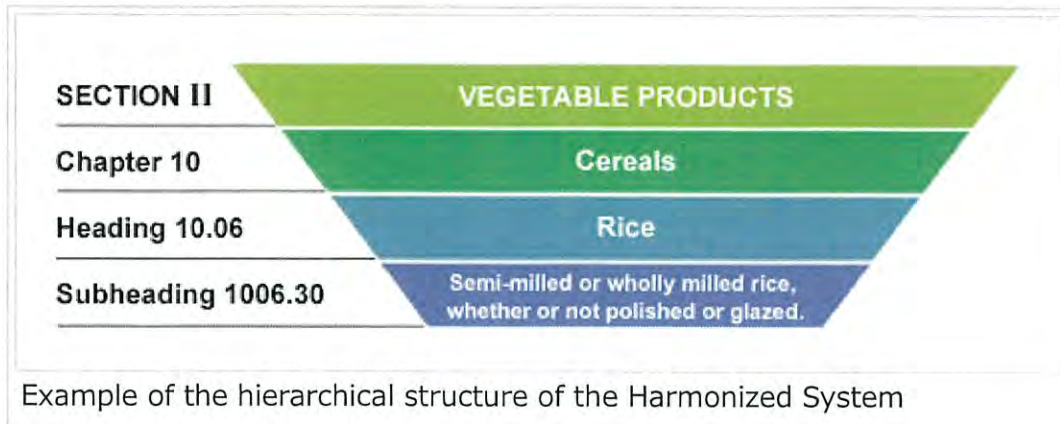 SECTION II
VEGETABLE PRODUCTS
Chapter 10
Cereals
Heading 10.06
Rice
Subheading 1006.30
Semi-milled or wholly milled rice,
whether or not polished or glazed.
Example of the hierarchical structure of the Harmonized System